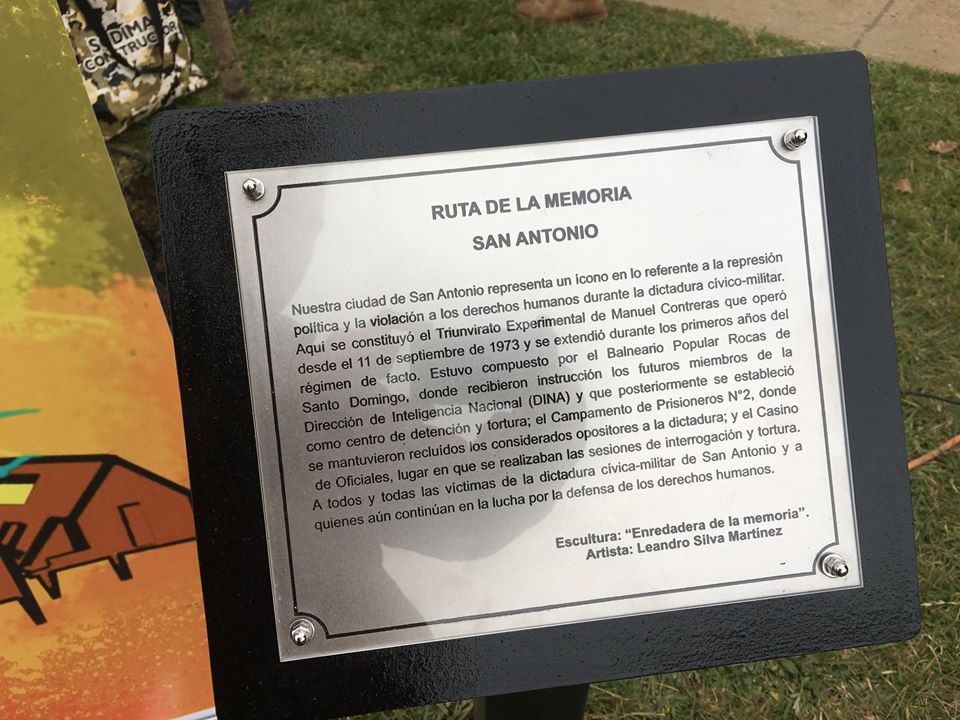 S DIMA
CONSTRUCTOR
RUTA DE LA MEMORIA
SAN ANTONIO
Nuestra ciudad de San Antonio representa un ícono en lo referente a la represión
política y la violación a los derechos humanos durante la dictadura cívico-militar.
Aquí se constituyó el Triunvirato Experimental de Manuel Contreras que operó
desde el 11 de septiembre de 1973 y se extendió durante los primeros años del
régimen de facto. Estuvo compuesto por el Balneario Popular Rocas de
Santo Domingo, donde recibieron instrucción los futuros miembros de la
Dirección de Inteligencia Nacional (DINA) y que posteriormente se estableció
como centro de detención y tortura; el Campamento de Prisioneros N°2, donde
se mantuvieron recluídos los considerados opositores a la dictadura; y el Casino
de Oficiales, lugar en que se realizaban las sesiones de interrogación y tortura.
A todos y todas las víctimas de la dictadura cívica-militar de San Antonio y a
quienes aún continúan en la lucha por la defensa de los derechos humanos.
Escultura: “Enredadera de la memoria”.
Artista: Leandro Silva Martínez